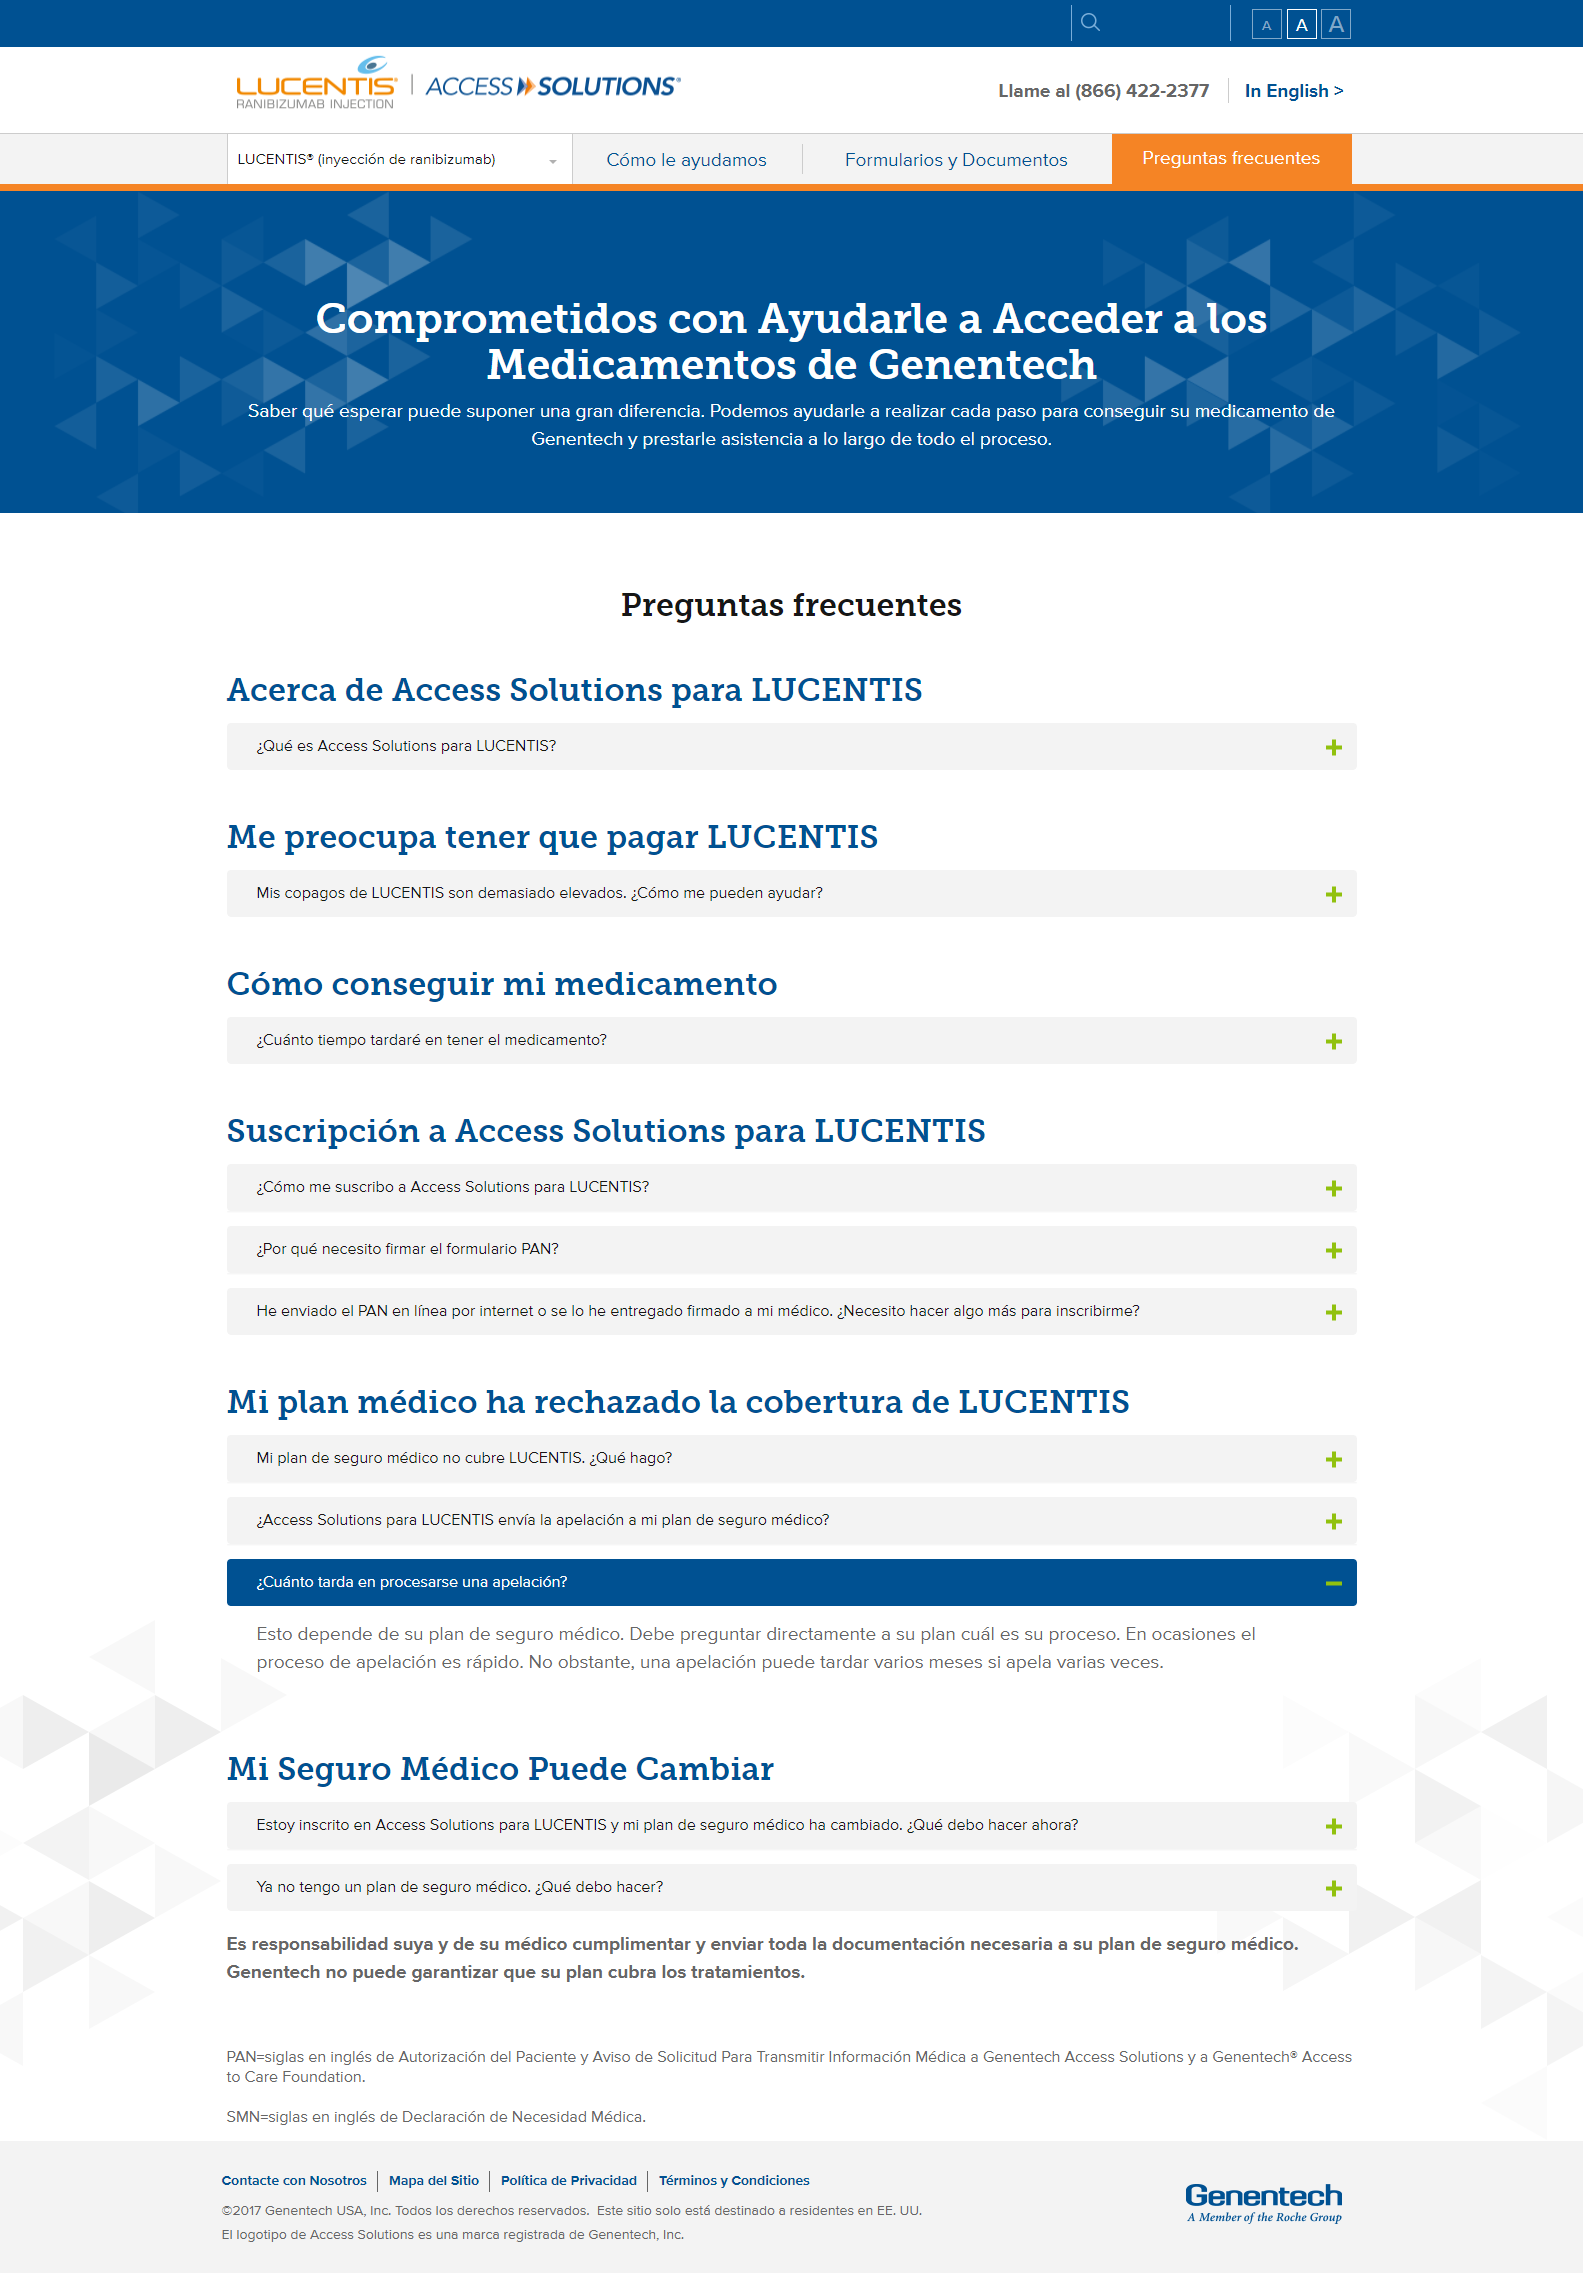 A A A
LUCENTIS®
RANIBIZUMAB INJECTION
ACCESS SOLUTIONS®
Llame al (866) 422-2377
In English >
LUCENTIS® (inyección de ranibizumab)
Cómo le ayudamos
Formularios y Documentos
Preguntas frecuentes
Comprometidos con Ayudarle a Acceder a los
Medicamentos de Genentech
Saber qué esperar puede suponer una gran diferencia. Podemos ayudarle a realizar cada paso para conseguir su medicamento de
Genentech y prestarle asistencia a lo largo de todo el proceso.
Preguntas frecuentes
Acerca de Access Solutions para LUCENTIS
¿Qué es Access Solutions para LUCENTIS?
Me preocupa tener que pagar LUCENTIS
Mis copagos de LUCENTIS son demasiado elevados. ¿Cómo me pueden ayudar?
Cómo conseguir mi medicamento
¿Cuánto tiempo tardaré en tener el medicamento?
Suscripción a Access Solutions para LUCENTIS
¿Cómo me suscribo a Access Solutions para LUCENTIS?
¿Por qué necesito firmar el formulario PAN?
He enviado el PAN en línea por internet o se lo he entregado firmado a mi médico. ¿Necesito hacer algo más para inscribirme?
Mi plan médico ha rechazado la cobertura de LUCENTIS
Mi plan de seguro médico no cubre LUCENTIS. ¿Qué hago?
¿Access Solutions para LUCENTIS envía la apelación a mi plan de seguro médico?
¿Cuánto tarda en procesarse una apelación?
Esto depende de su plan de seguro médico. Debe preguntar directamente a su plan cuál es su proceso. En ocasiones el
proceso de apelación es rápido. No obstante, una apelación puede tardar varios meses si apela varias veces.
Mi Seguro Médico Puede Cambiar
Estoy inscrito en Access Solutions para LUCENTIS y mi plan de seguro médico ha cambiado. ¿Qué debo hacer ahora?
Ya no tengo un plan de seguro médico. ¿Qué debo hacer?
Es responsabilidad suya y de su médico cumplimentar y enviar toda la documentación necesaria a su plan de seguro médico.
Genentech no puede garantizar que su plan cubra los tratamientos.
PAN=siglas en inglés de Autorización del Paciente y Aviso de Solicitud Para Transmitir Información Médica a Genentech Access Solutions y a Genentech® Access
to Care Foundation.
SMN=siglas en inglés de Declaración de Necesidad Médica.
Contacte con Nosotros
Mapa del Sitio
Política de Privacidad
Términos y Condiciones
©2017 Genentech USA, Inc. Todos los derechos reservados. Este sitio solo está destinado a residentes en EE. UU.
El logotipo de Access Solutions es una marca registrada de Genentech, Inc.
Genentech
A Member of the Roche Group